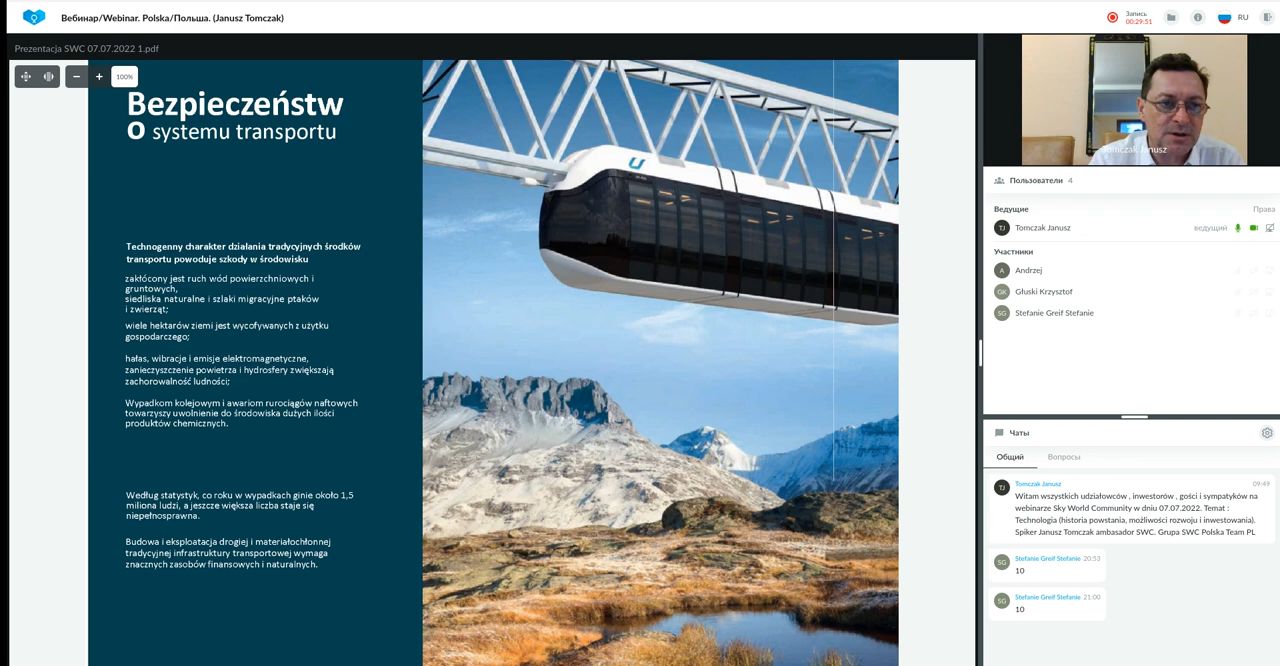 Вебинар/Webinar. Polska/Польша. (Janusz Tomczak)
Запись
00:29:51
RU
Prezentacja SWC 07.07.2022 1.pdf
100%
Bezpieczeństw
o systemu transportu
Technogenny charakter działania tradycyjnych środków
transportu powoduje szkody w środowisku
zakłócony jest ruch wód powierzchniowych i
gruntowych,
siedliska naturalne i szlaki migracyjne ptaków
i zwierząt;
wiele hektarów ziemi jest wycofywanych z użytku
gospodarczego;
hałas, wibracje i emisje elektromagnetyczne,
zanieczyszczenie powietrza i hydrosfery zwiększają
zachorowalność ludności;
Wypadkom kolejowym i awariom rurociągów naftowych
towarzyszy uwolnienie do środowiska dużych ilości
produktów chemicznych.
Według statystyk, co roku w wypadkach ginie około 1,5
miliona ludzi, a jeszcze większa liczba staje się
niepełnosprawna.
Budowa i eksploatacja drogiej i materiałochłonnej
tradycyjnej infrastruktury transportowej wymaga
znacznych zasobów finansowych i naturalnych.
Tomczak Janusz
Пользователи 4
Ведущие Права
TJ Tomczak Janusz ведущий
Участники
A Andrzej
GK Głuski Krzysztof
SG Stefanie Greif Stefanie
Чаты
Общий Вопросы
TJ Tomczak Janusz 09:49
Witam wszystkich udziałowców , inwestorów , gości i sympatyków na
webinarze Sky World Community w dniu 07.07.2022. Temat :
Technologia (historia powstania, możliwości rozwoju i inwestowania).
Spiker Janusz Tomczak ambasador SWC. Grupa SWC Polska Team PL
SG Stefanie Greif Stefanie 20:53
10
SG Stefanie Greif Stefanie 21:00
10